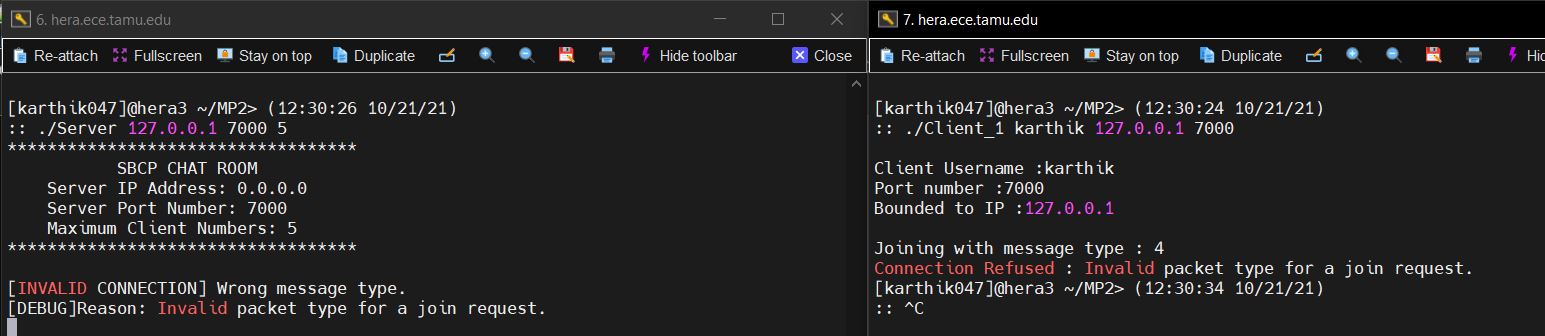 6. hera.ece.tamu.edu
Re-attach Fullscreen Stay on top Duplicate Hide toolbar Close
[karthik047]@hera3 ~/MP2> (12:30:26 10/21/21)
:: ./Server 127.0.0.1 7000 5
***********************************
SBCP CHAT ROOM
Server IP Address: 0.0.0.0
Server Port Number: 7000
Maximum Client Numbers: 5
***********************************
[INVALID CONNECTION] Wrong message type.
[DEBUG]Reason: Invalid packet type for a join request.
7. hera.ece.tamu.edu
Re-attach Fullscreen Stay on top Duplicate Hid
[karthik047]@hera3 ~/MP2> (12:30:24 10/21/21)
:: ./Client_1 karthik 127.0.0.1 7000
Client Username :karthik
Port number :7000
Bounded to IP :127.0.0.1
Joining with message type : 4
Connection Refused : Invalid packet type for a join request.
[karthik047]@hera3 ~/MP2> (12:30:34 10/21/21)
:: ^C